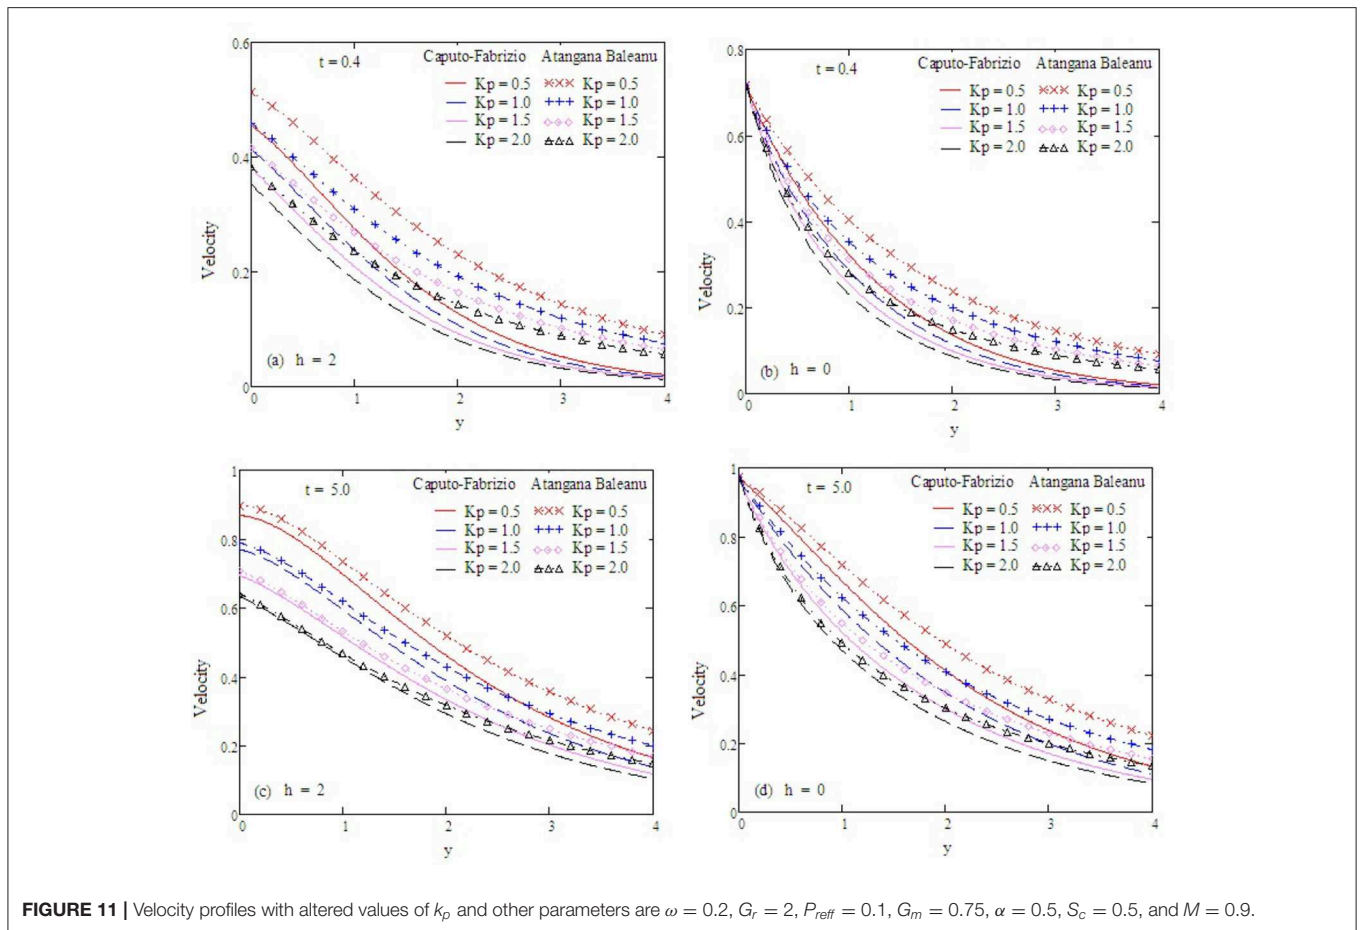 0.6
t = 0.4
Caputo-Fabrizio Atangana Baleanu
Kp = 0.5 Kp = 0.5
Kp = 1.0 Kp = 1.0
Kp = 1.5 Kp = 1.5
Kp = 2.0 Kp = 2.0
0.4
Velocity
0.2
(a) h = 2
0
0 1 2 3 4
y
0.8
t = 0.4
Caputo-Fabrizio Atangana Baleanu
Kp = 0.5 Kp = 0.5
Kp = 1.0 Kp = 1.0
Kp = 1.5 Kp = 1.5
Kp = 2.0 Kp = 2.0
0.6
0.4
Velocity
0.2
(b) h = 0
0
0 1 2 3 4
y
1
t = 5.0
Caputo-Fabrizio Atangana Baleanu
Kp = 0.5 Kp = 0.5
Kp = 1.0 Kp = 1.0
Kp = 1.5 Kp = 1.5
Kp = 2.0 Kp = 2.0
0.8
0.6
0.4
Velocity
0.2
(c) h = 2
0
0 1 2 3 4
y
1
t = 5.0
Caputo-Fabrizio Atangana Baleanu
Kp = 0.5 Kp = 0.5
Kp = 1.0 Kp = 1.0
Kp = 1.5 Kp = 1.5
Kp = 2.0 Kp = 2.0
0.8
0.6
0.4
Velocity
0.2
(d) h = 0
0
0 1 2 3 4
y
FIGURE 11 | Velocity profiles with altered values of kp and other parameters are ω = 0.2, Gr = 2, Preff = 0.1, Gm = 0.75, α = 0.5, Sc = 0.5, and M = 0.9.